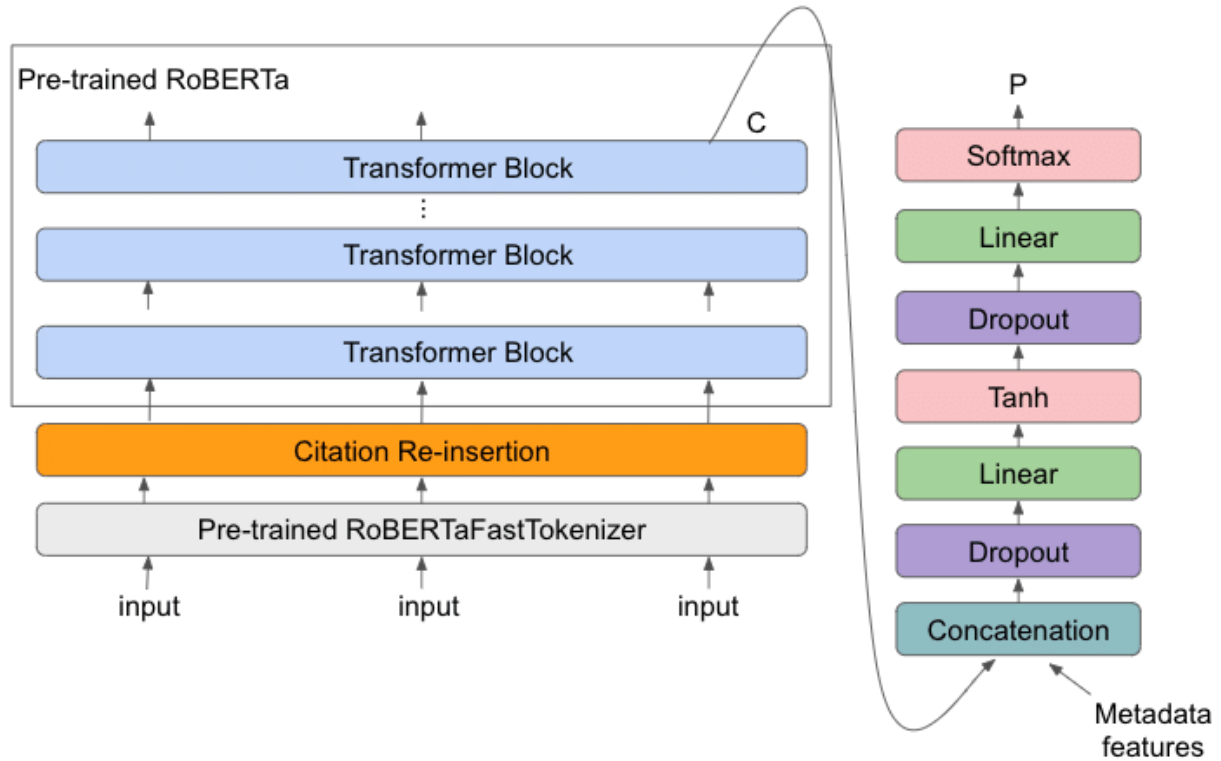 Pre-trained RoBERTa
C
Transformer Block
⋮
Transformer Block
Transformer Block
Citation Re-insertion
Pre-trained RoBERTaFastTokenizer
input input input
P
Softmax
Linear
Dropout
Tanh
Linear
Dropout
Concatenation
Metadata
features